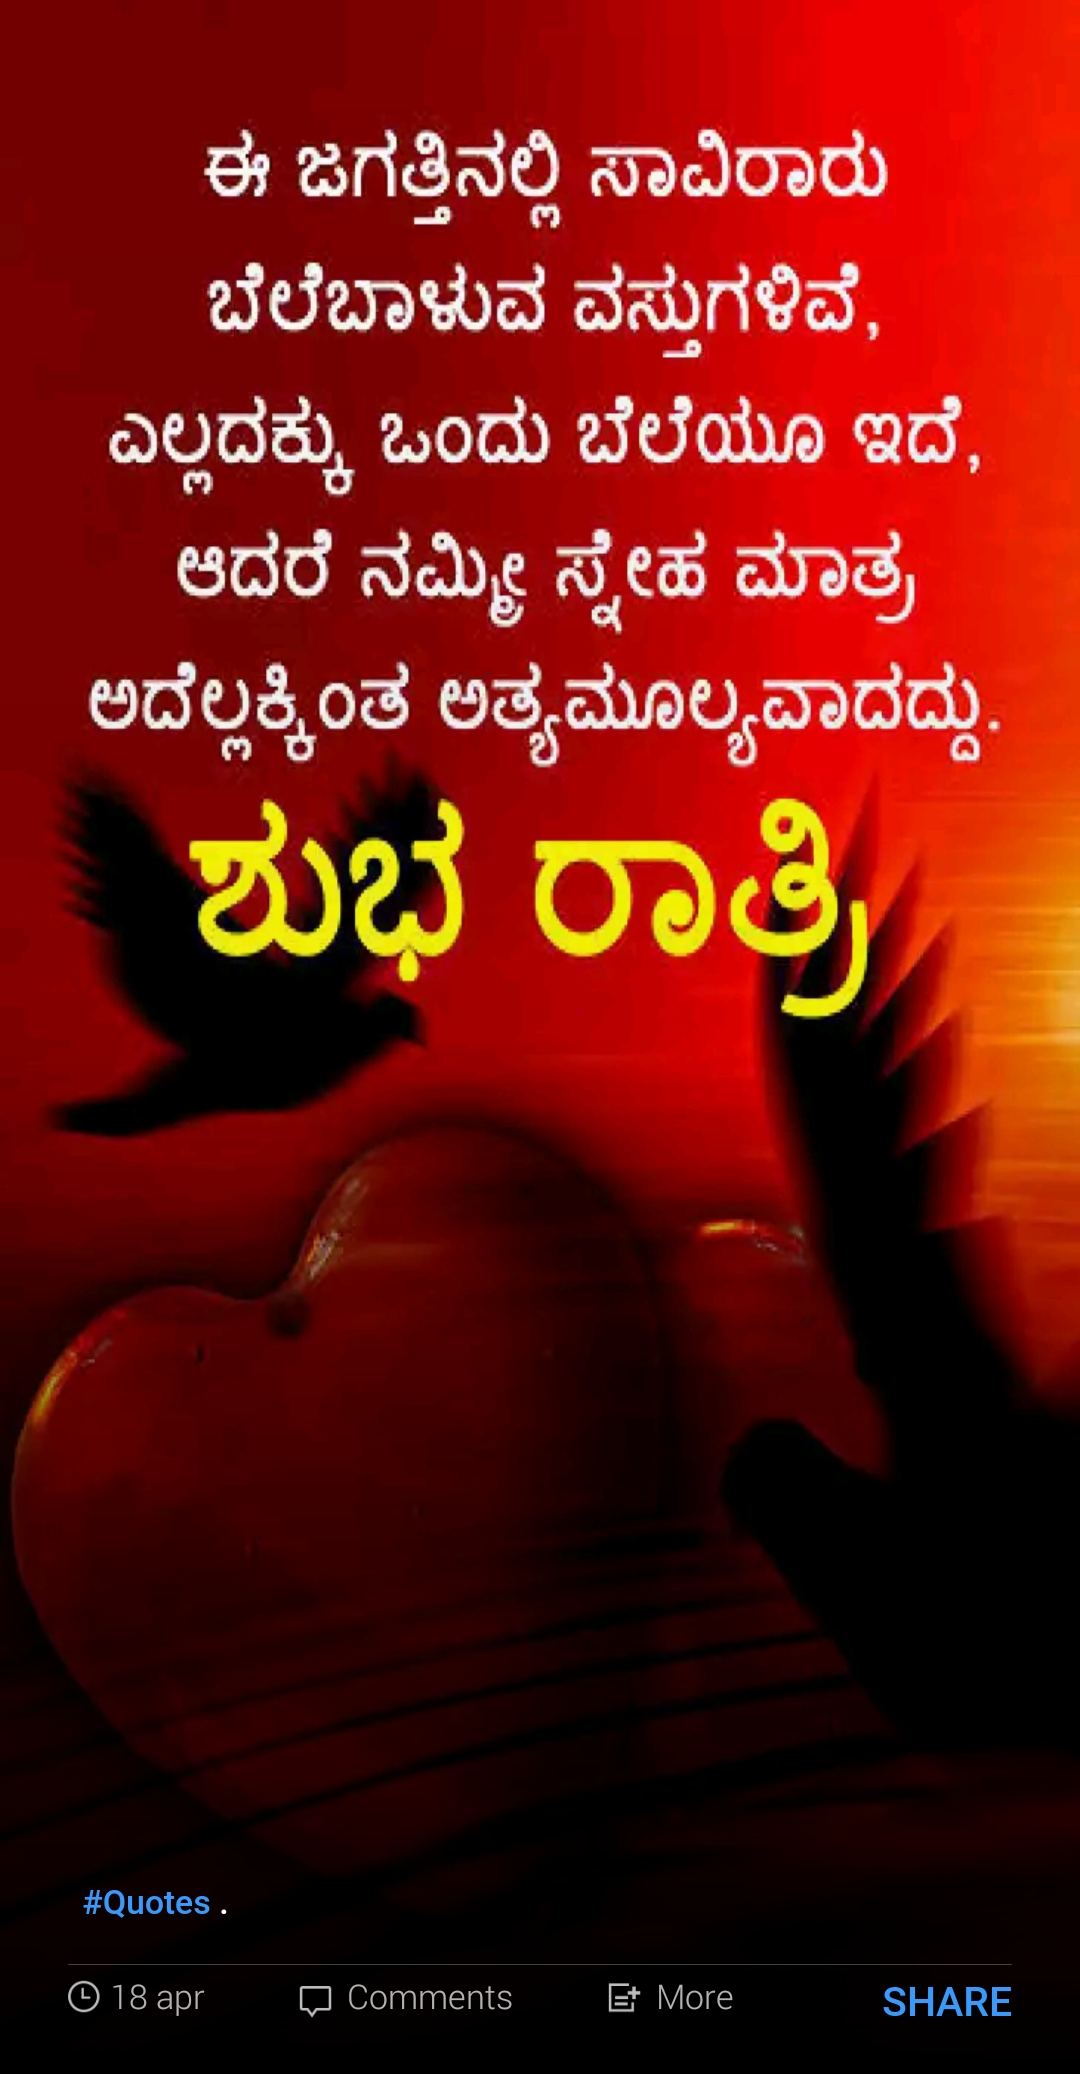 ಈ ಜಗತ್ತಿನಲ್ಲಿ ಸಾವಿರಾರು
ಬೆಲೆಬಾಳುವ ವಸ್ತುಗಳಿವೆ,
ಎಲ್ಲದಕ್ಕು ಒಂದು ಬೆಲೆಯೂ ಇದೆ,
ಆದರೆ ನಮ್ಮೀ ಸ್ನೇಹ ಮಾತ್ರ
ಅದೆಲ್ಲಕ್ಕಿಂತ ಅತ್ಯಮೂಲ್ಯವಾದದ್ದು.
ಶುಭ ರಾತ್ರಿ
#Quotes .
18 apr Comments More SHARE